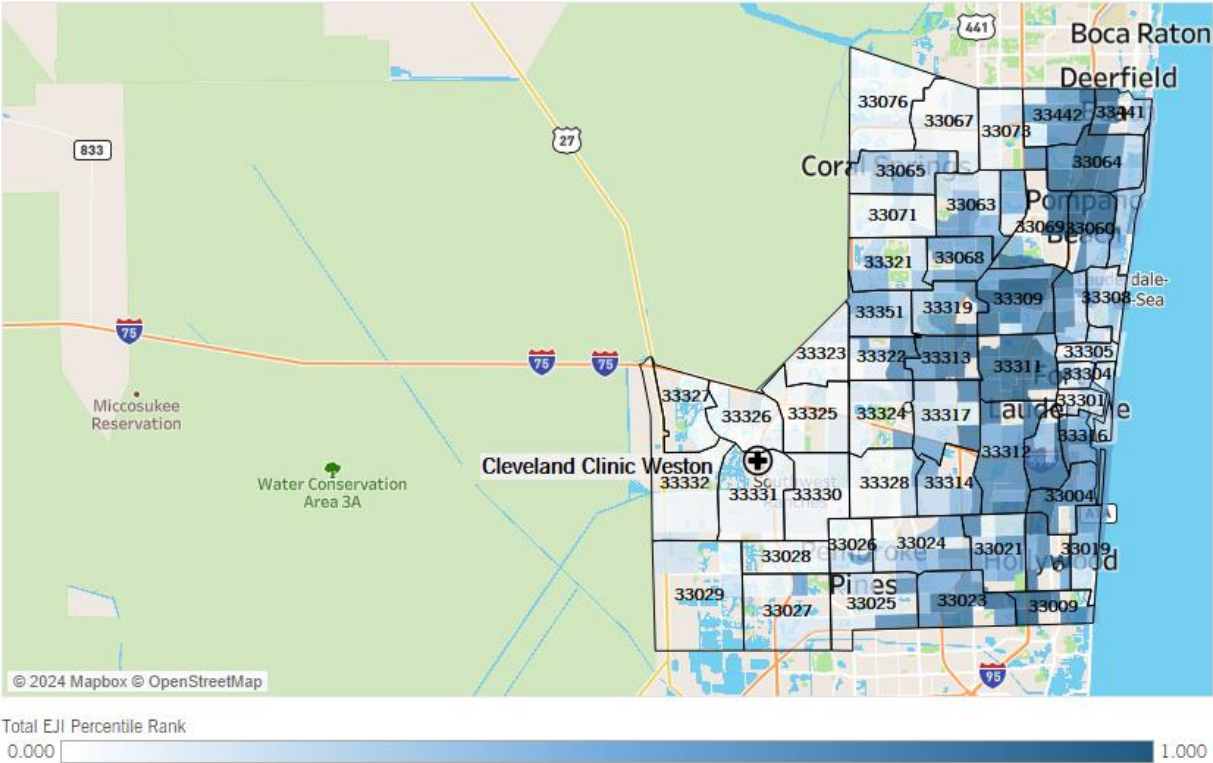 441
Boca Raton
Deerfield
33076
33067
33073
33442
33441
833
27
33064
Coral Springs
33065
33063
Pompano
33071
33069
33060
Beach
33321
33068
Lauderdale-
-Sea
33309
33308
33319
33351
75
33323
33322
33313
33305
75
75
33311
33304
Fort
33327
33301
Miccosukee
Reservation
33326
33325
33324
33317
Lauderdale
33316
33312
Cleveland Clinic Weston
Water Conservation
Area 3A
33332
33331
33330
33328
33314
Southwest
Ranches
33004
A1A
33026
33024
33021
33019
33028
Pembroke
Hollywood
Pines
33029
33027
33025
33023
33009
95
© 2024 Mapbox © OpenStreetMap
Total EJI Percentile Rank
0.000
1.000